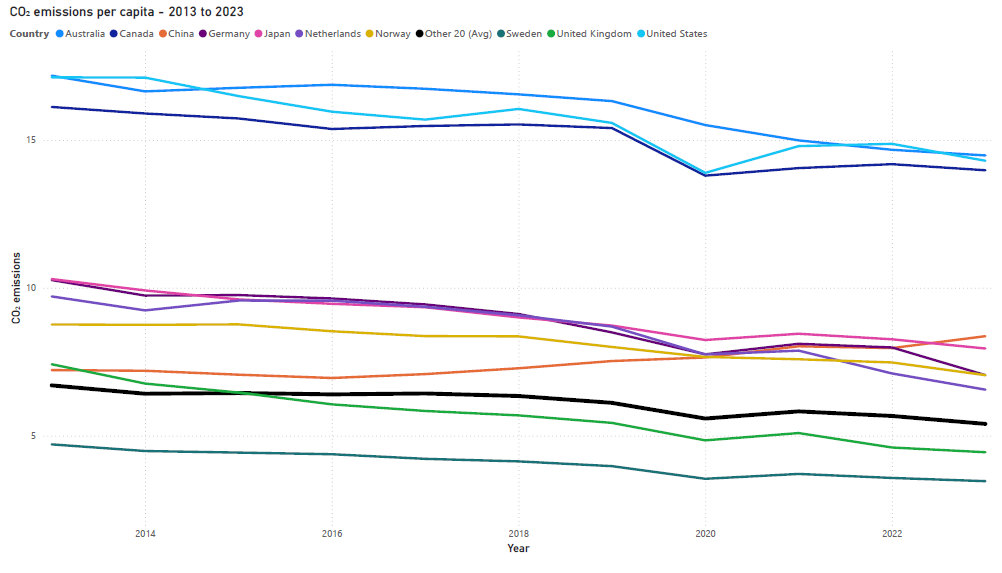 CO₂ emissions per capita - 2013 to 2023
Country Australia Canada China Germany Japan Netherlands Norway Other 20 (Avg) Sweden United Kingdom United States
15
10
5
CO₂ emissions
2014 2016 2018 2020 2022
Year